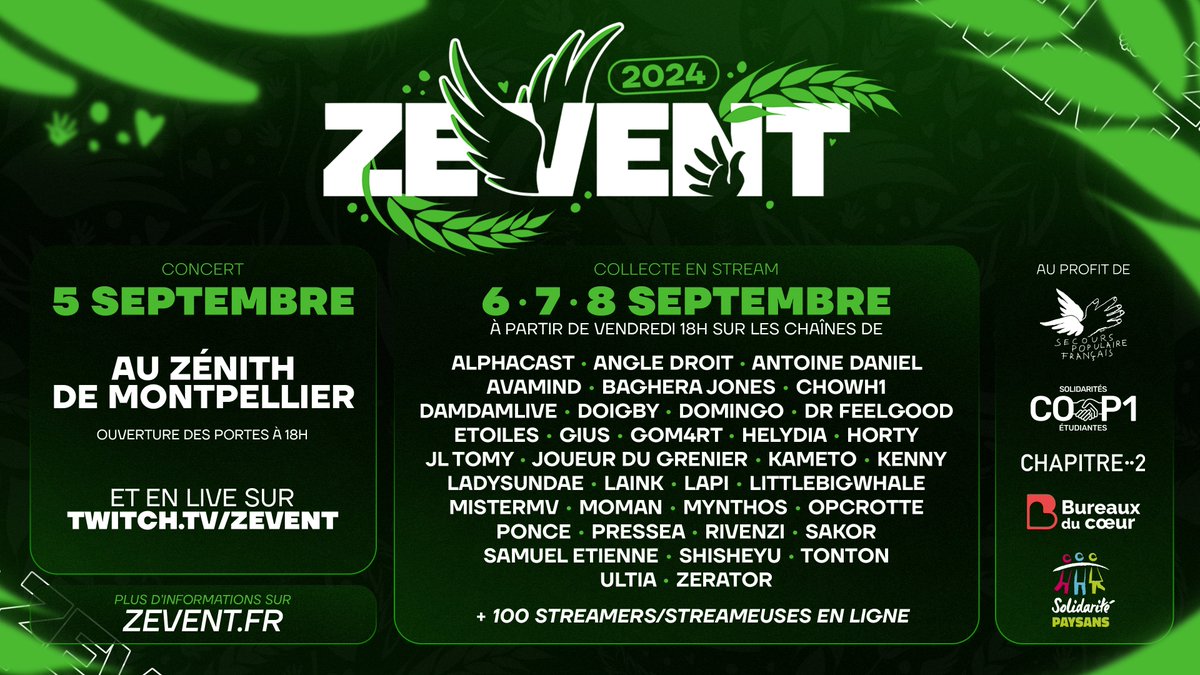 2024
ZEVENT
CONCERT
5 SEPTEMBRE
AU ZÉNITH
DE MONTPELLIER
OUVERTURE DES PORTES À 18H
ET EN LIVE SUR
TWITCH.TV/ZEVENT
PLUS D'INFORMATIONS SUR
ZEVENT.FR
COLLECTE EN STREAM
6 • 7 • 8 SEPTEMBRE
À PARTIR DE VENDREDI 18H SUR LES CHAÎNES DE
ALPHACAST • ANGLE DROIT • ANTOINE DANIEL
AVAMIND • BAGHERA JONES • CHOWH1
DAMDAMLIVE • DOIGBY • DOMINGO • DR FEELGOOD
ETOILES • GIUS • GOM4RT • HELYDIA • HORTY
JL TOMY • JOUEUR DU GRENIER • KAMETO • KENNY
LADYSUNDAE • LAINK • LAPI • LITTLEBIGWHALE
MISTERMV • MOMAN • MYNTHOS • OPCROTTE
PONCE • PRESSEA • RIVENZI • SAKOR
SAMUEL ETIENNE • SHISHEYU • TONTON
ULTIA • ZERATOR
+ 100 STREAMERS/STREAMEUSES EN LIGNE
AU PROFIT DE
SECOURS
POPULAIRE
FRANÇAIS
SOLIDARITÉS
COP1
ÉTUDIANTES
CHAPITRE··2
Bureaux
du cœur
Solidarité
PAYSANS